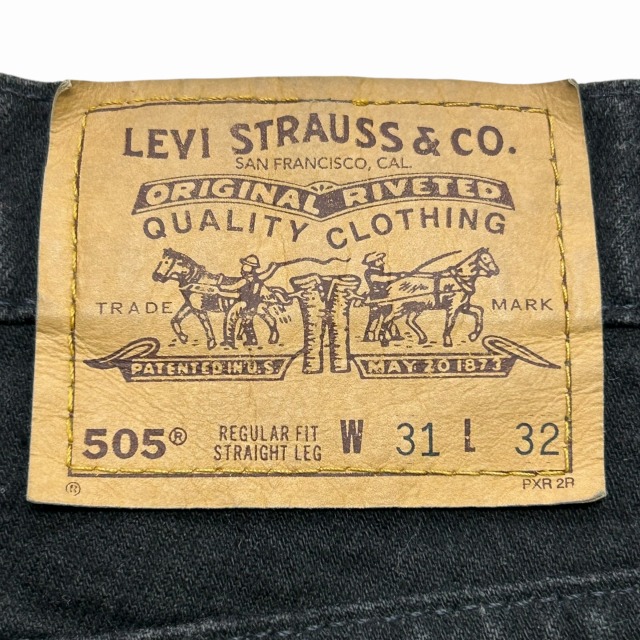 LEVI STRAUSS & CO.
SAN FRANCISCO, CAL.
ORIGINAL RIVETED
QUALITY CLOTHING
TRADE MARK
PATENTED IN U.S. MAY 20 1873
505® REGULAR FIT W 31 L 32
STRAIGHT LEG
® PXR 2R